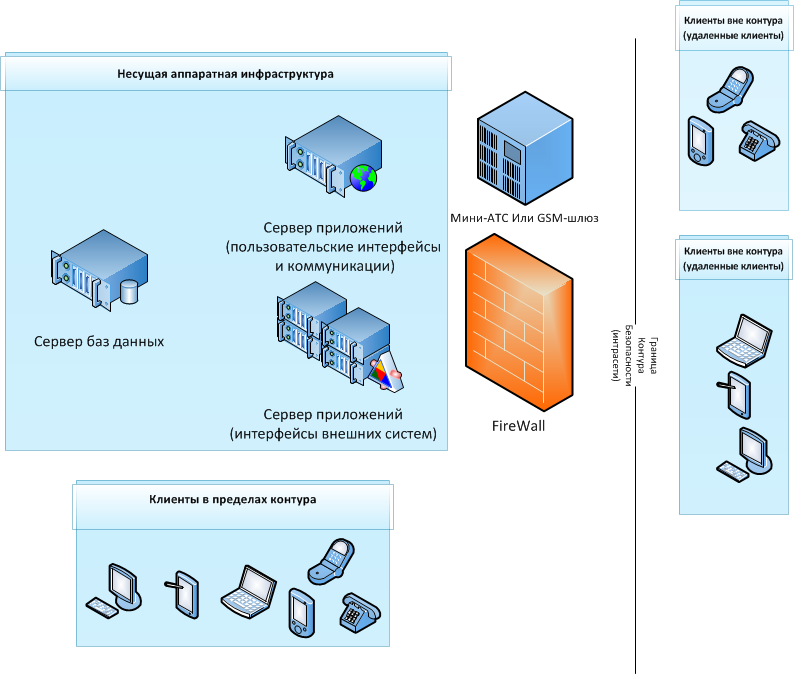 Несущая аппаратная инфраструктура
Сервер баз данных
Сервер приложений
(пользовательские интерфейсы
и коммуникации)
Сервер приложений
(интерфейсы внешних систем)
Мини-АТС Или GSM-шлюз
FireWall
Граница
Контура
Безопасности
(интрасети)
Клиенты вне контура
(удаленные клиенты)
Клиенты вне контура
(удаленные клиенты)
Клиенты в пределах контура